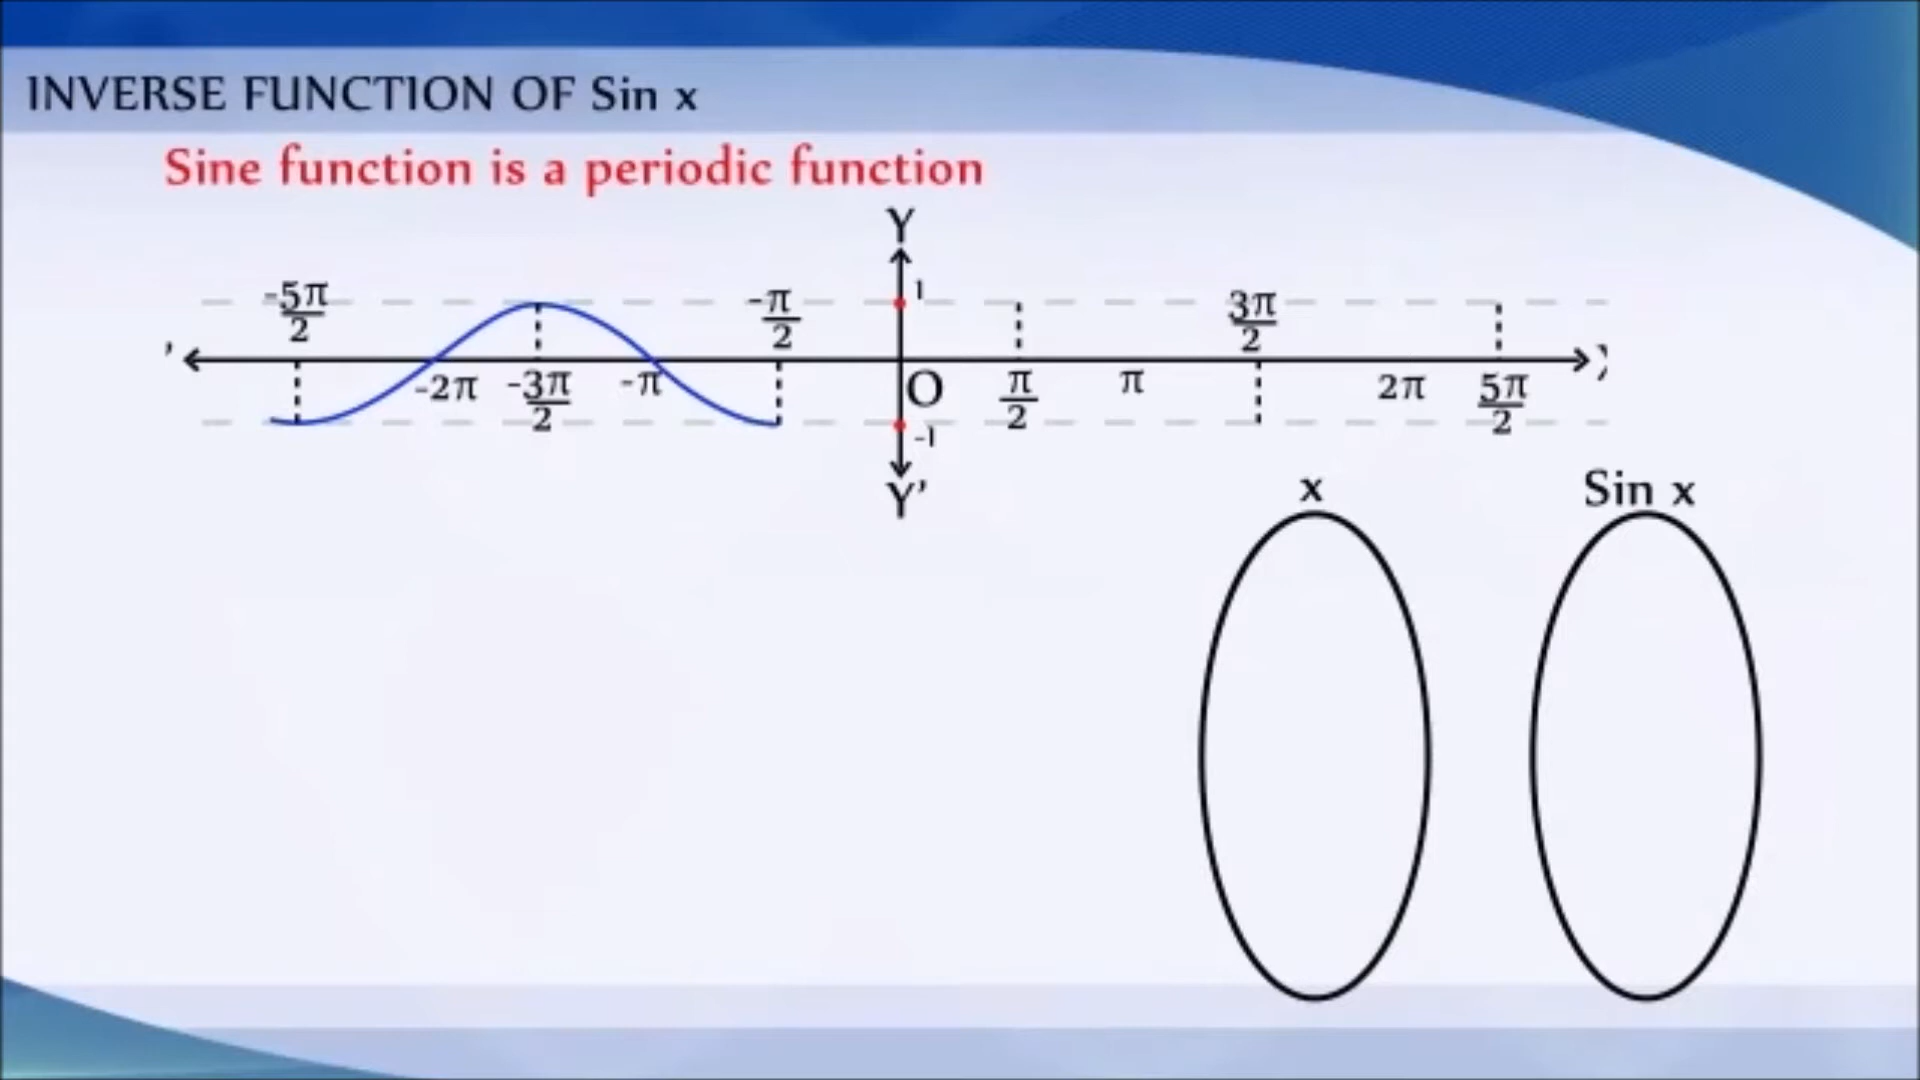 INVERSE FUNCTION OF Sin x
Sine function is a periodic function
Y
1
-5π/2
-π/2
3π/2
-2π
-3π/2
-π
O
π/2
π
2π
5π/2
-1
Y'
x
Sin x